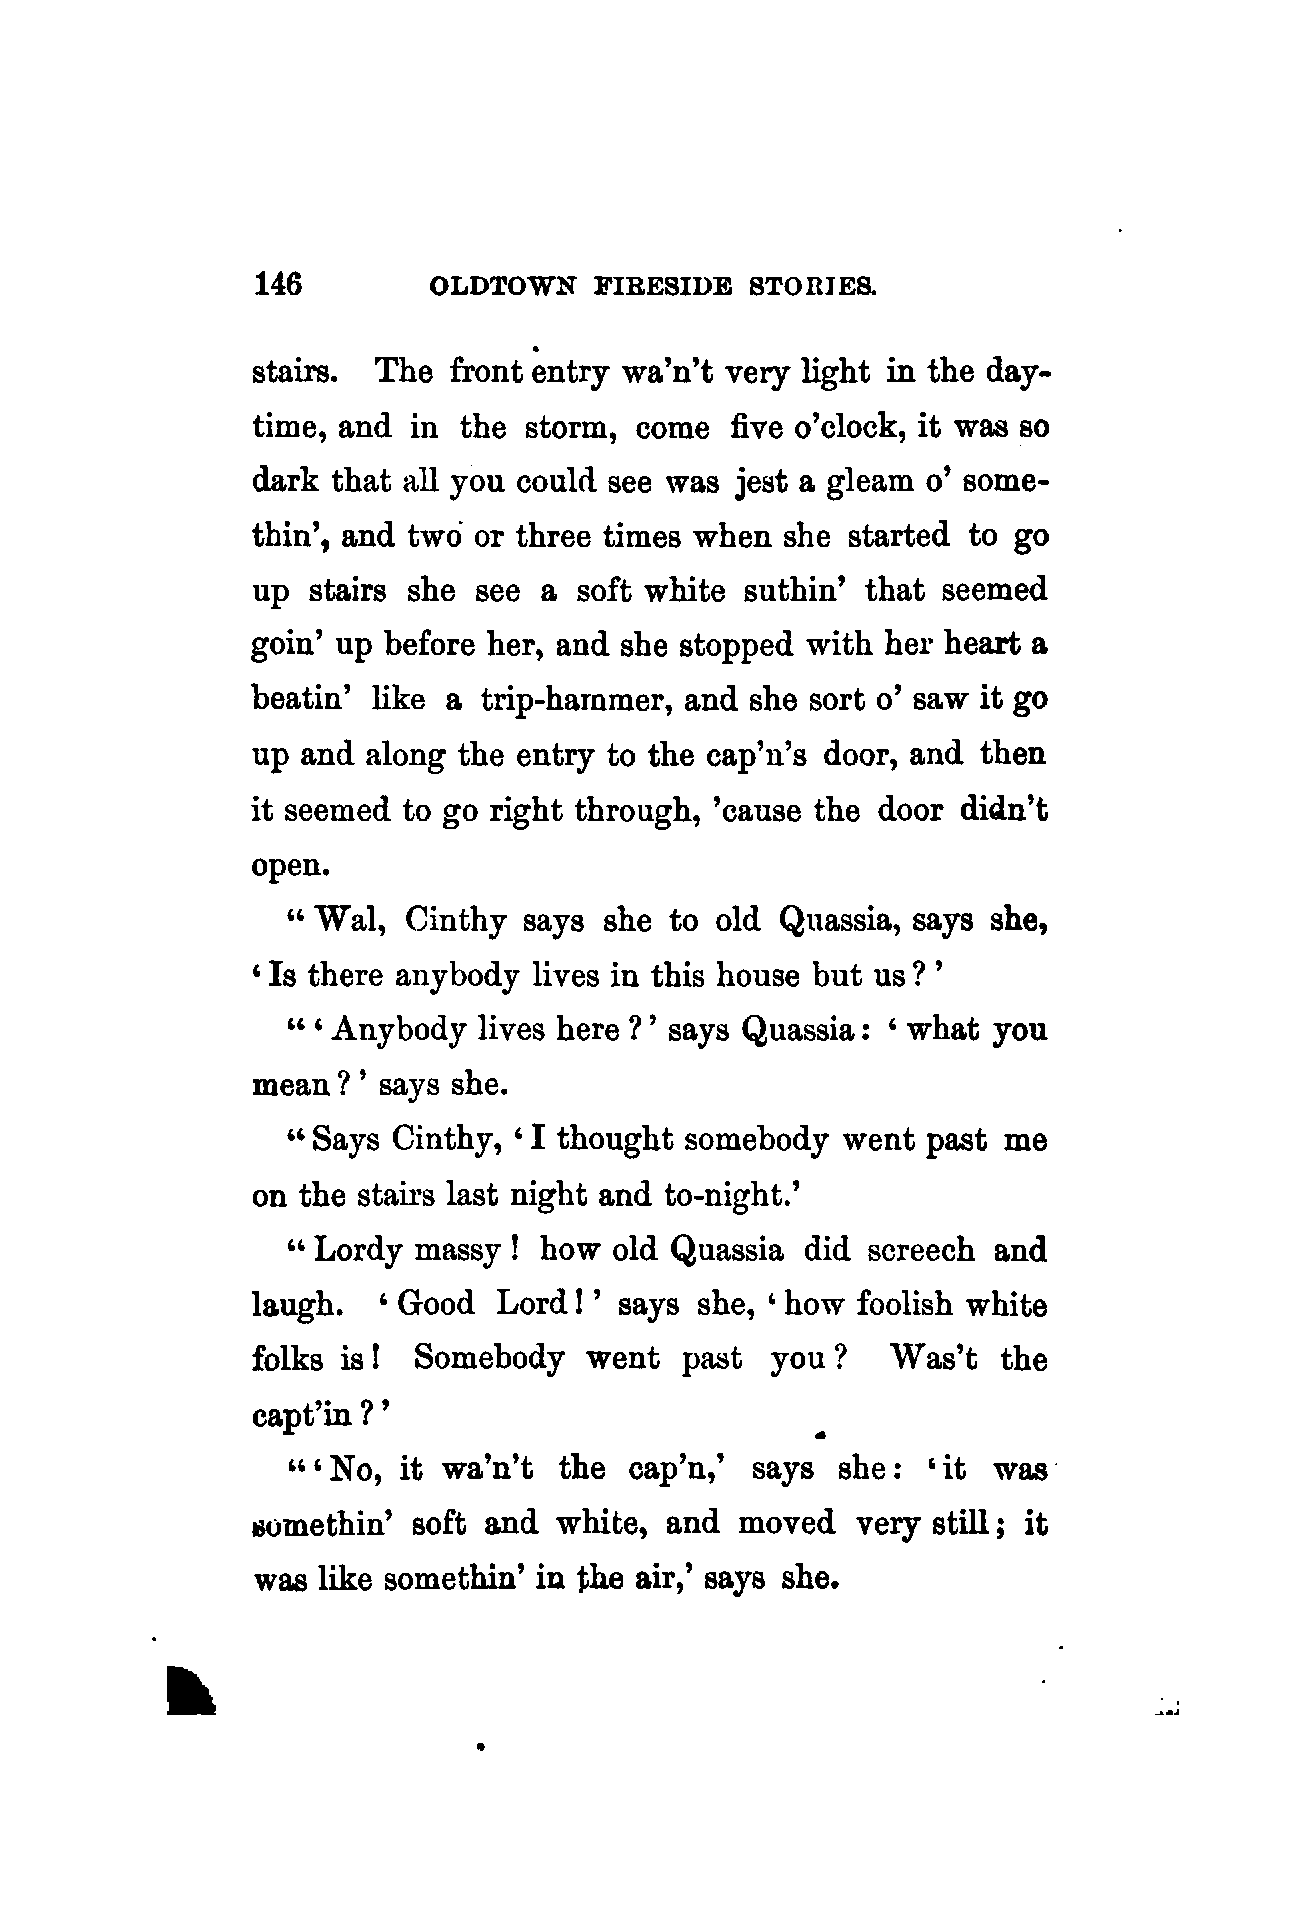 146 OLDTOWN FIRESIDE STORIES.
stairs. The front entry wa'n't very light in the day-
time, and in the storm, come five o'clock, it was so
dark that all you could see was jest a gleam o' some-
thin', and two or three times when she started to go
up stairs she see a soft white suthin' that seemed
goin' up before her, and she stopped with her heart a
beatin' like a trip-hammer, and she sort o' saw it go
up and along the entry to the cap'n's door, and then
it seemed to go right through, 'cause the door didn't
open.
“ Wal, Cinthy says she to old Quassia, says she,
‘ Is there anybody lives in this house but us ? ’
“ ‘ Anybody lives here ? ’ says Quassia : ‘ what you
mean ? ’ says she.
“ Says Cinthy, ‘ I thought somebody went past me
on the stairs last night and to-night.’
“ Lordy massy ! how old Quassia did screech and
laugh. ‘ Good Lord ! ’ says she, ‘ how foolish white
folks is ! Somebody went past you ? Was't the
capt'in ? ’
“ ‘ No, it wa'n't the cap'n,’ says she : ‘ it was
somethin' soft and white, and moved very still ; it
was like somethin' in the air,’ says she.